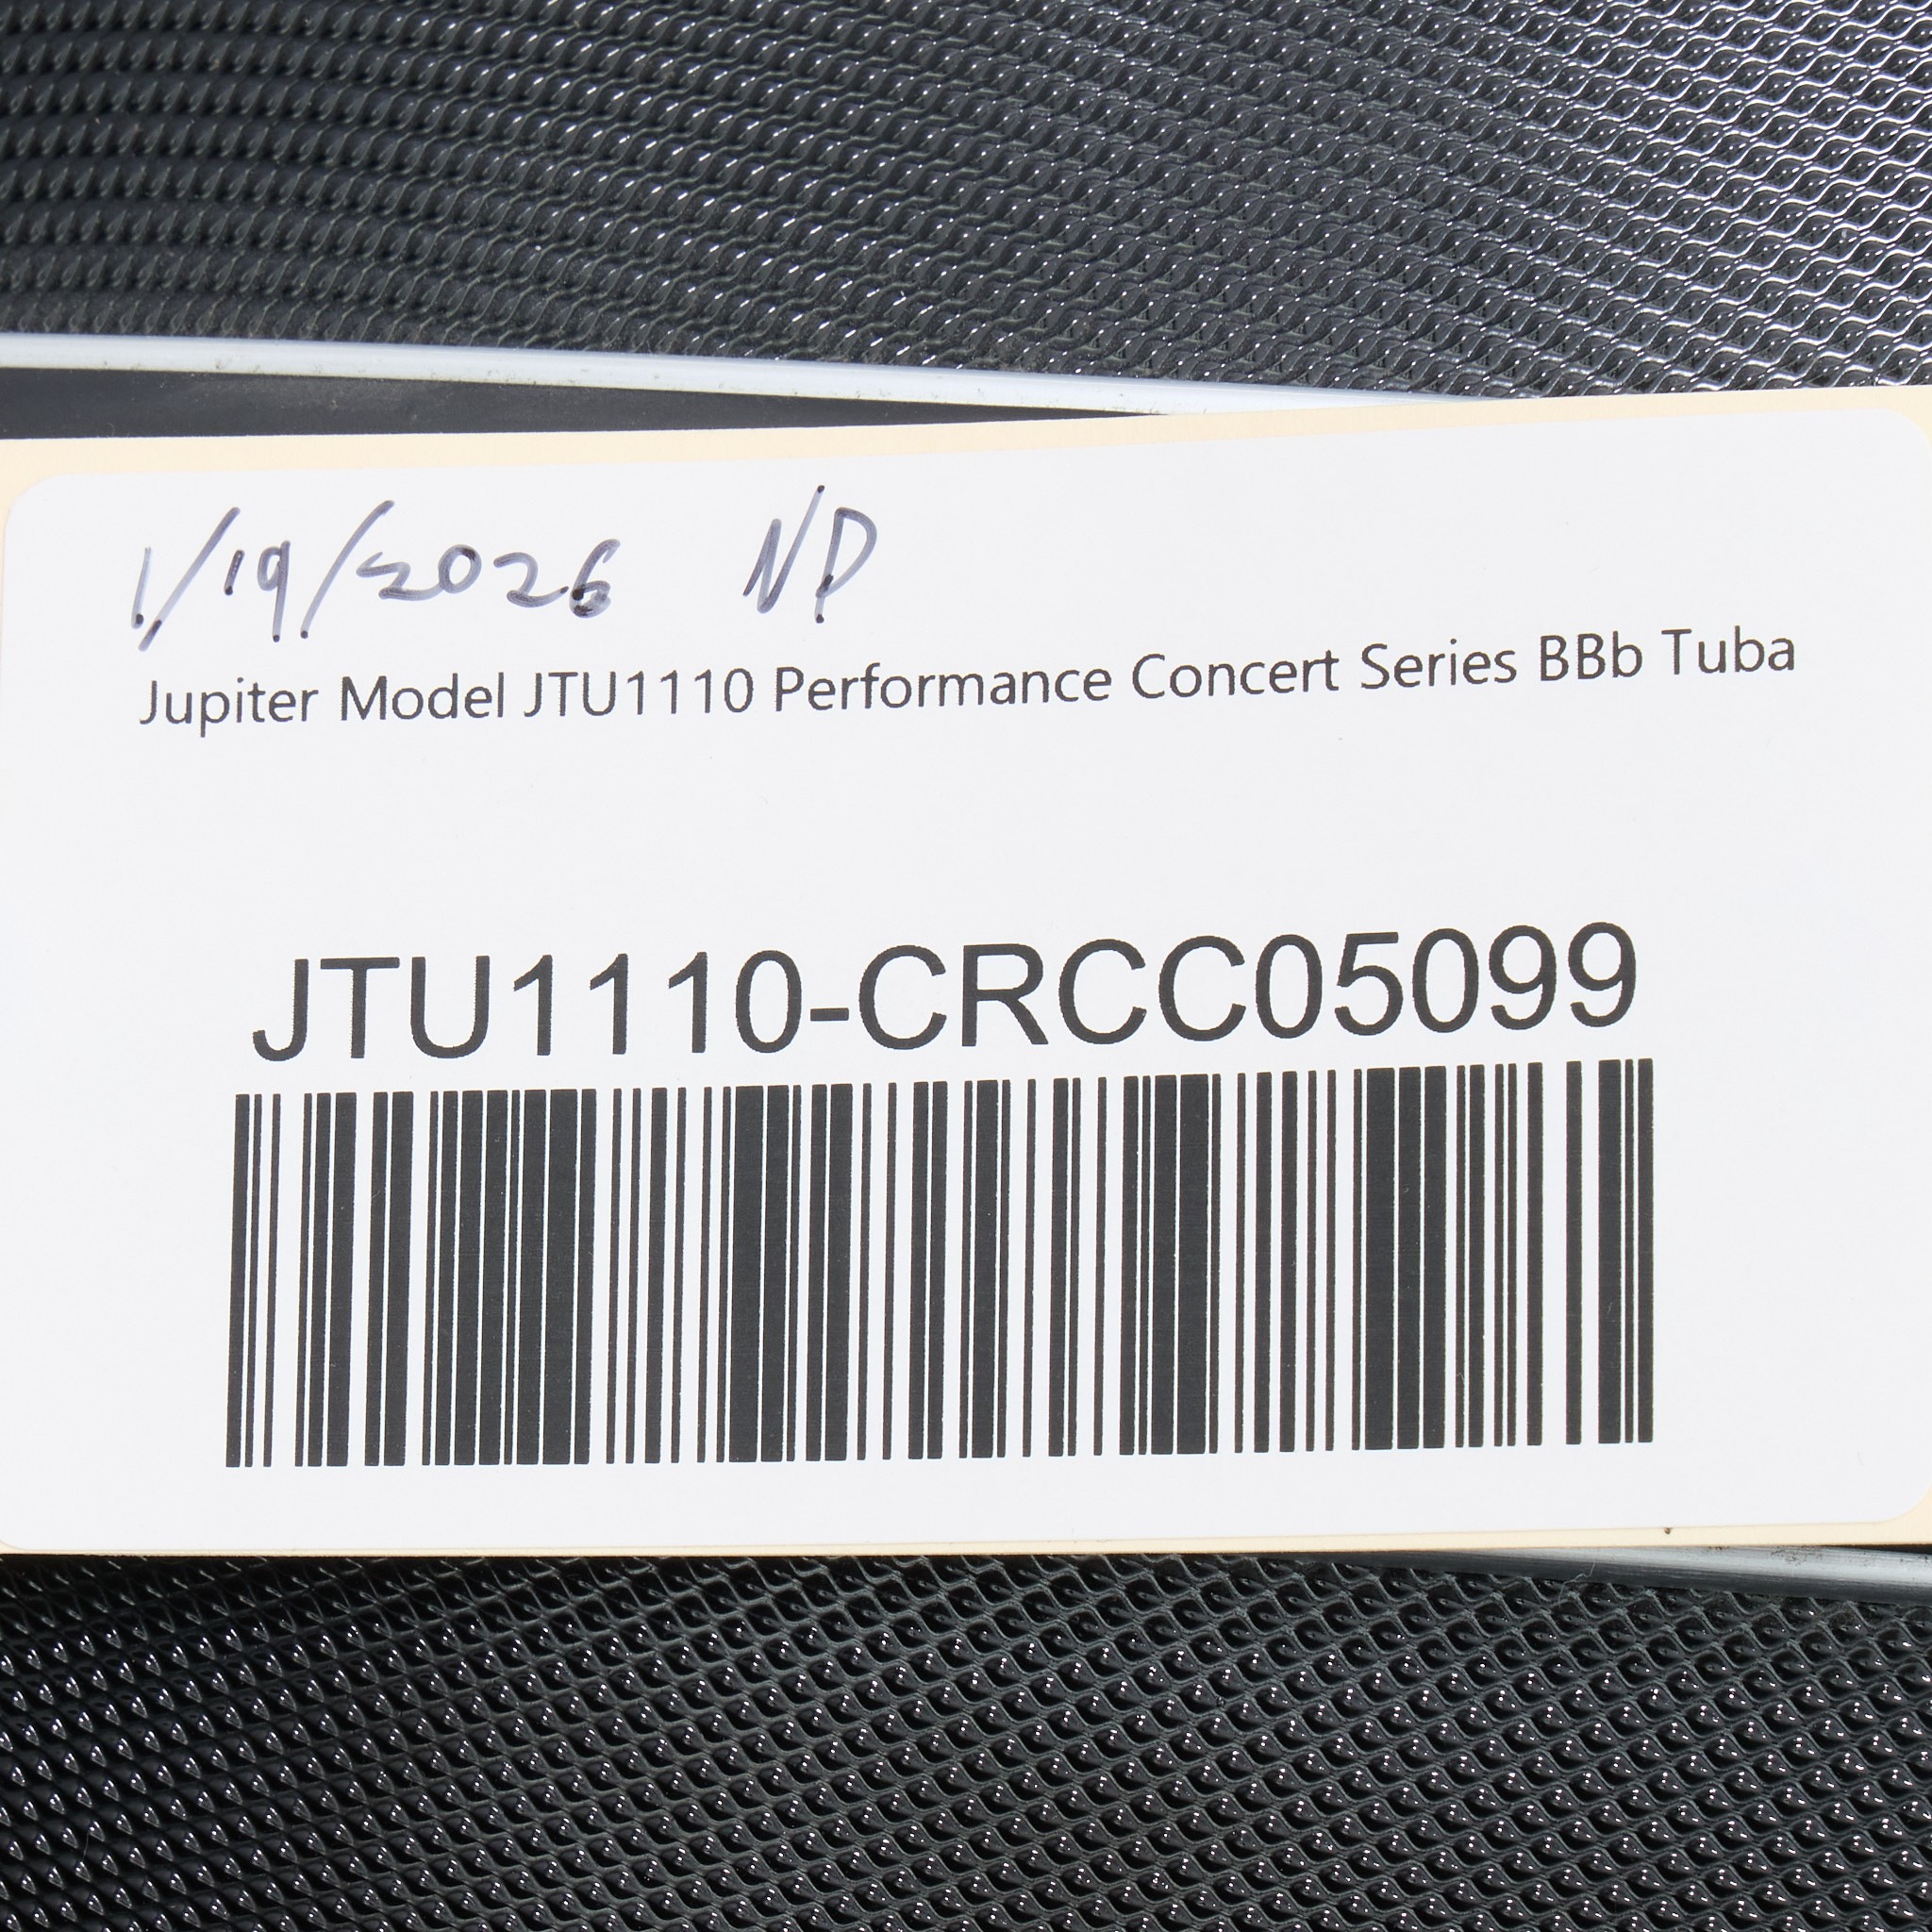 1/19/2026 NP
Jupiter Model JTU1110 Performance Concert Series BBb Tuba
JTU1110-CRCC05099